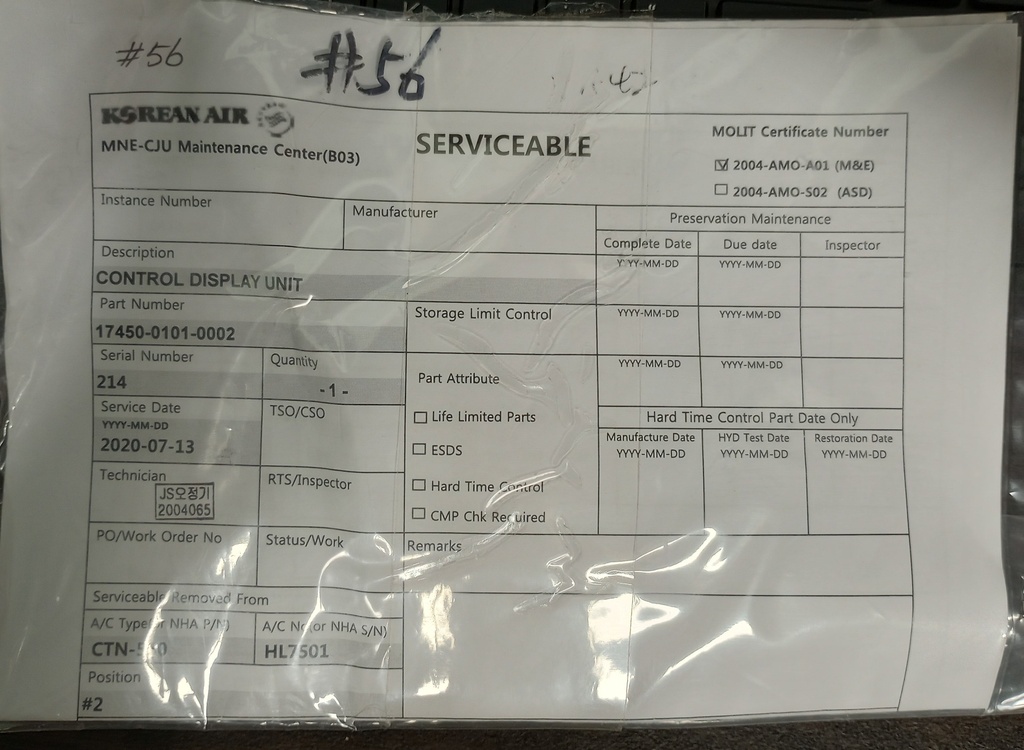 #56
#56
KOREAN AIR
MNE-CJU Maintenance Center(B03)
SERVICEABLE
MOLIT Certificate Number
☑ 2004-AMO-A01 (M&E)
☐ 2004-AMO-S02 (ASD)
Instance Number
Manufacturer
Preservation Maintenance
Complete Date
Due date
Inspector
YYYY-MM-DD
YYYY-MM-DD
Description
CONTROL DISPLAY UNIT
Part Number
17450-0101-0002
Storage Limit Control
YYYY-MM-DD
YYYY-MM-DD
Serial Number
214
Quantity
-1-
Part Attribute
YYYY-MM-DD
YYYY-MM-DD
☐ Life Limited Parts
☐ ESDS
☐ Hard Time Control
☐ CMP Chk Required
Hard Time Control Part Date Only
Manufacture Date
YYYY-MM-DD
HYD Test Date
YYYY-MM-DD
Restoration Date
YYYY-MM-DD
Service Date
YYYY-MM-DD
2020-07-13
TSO/CSO
Technician
JS오정기
2004065
RTS/Inspector
PO/Work Order No
Status/Work
Remarks
Serviceable Removed From
A/C Type(or NHA P/N)
A/C No(or NHA S/N)
HL7501
Position
#2